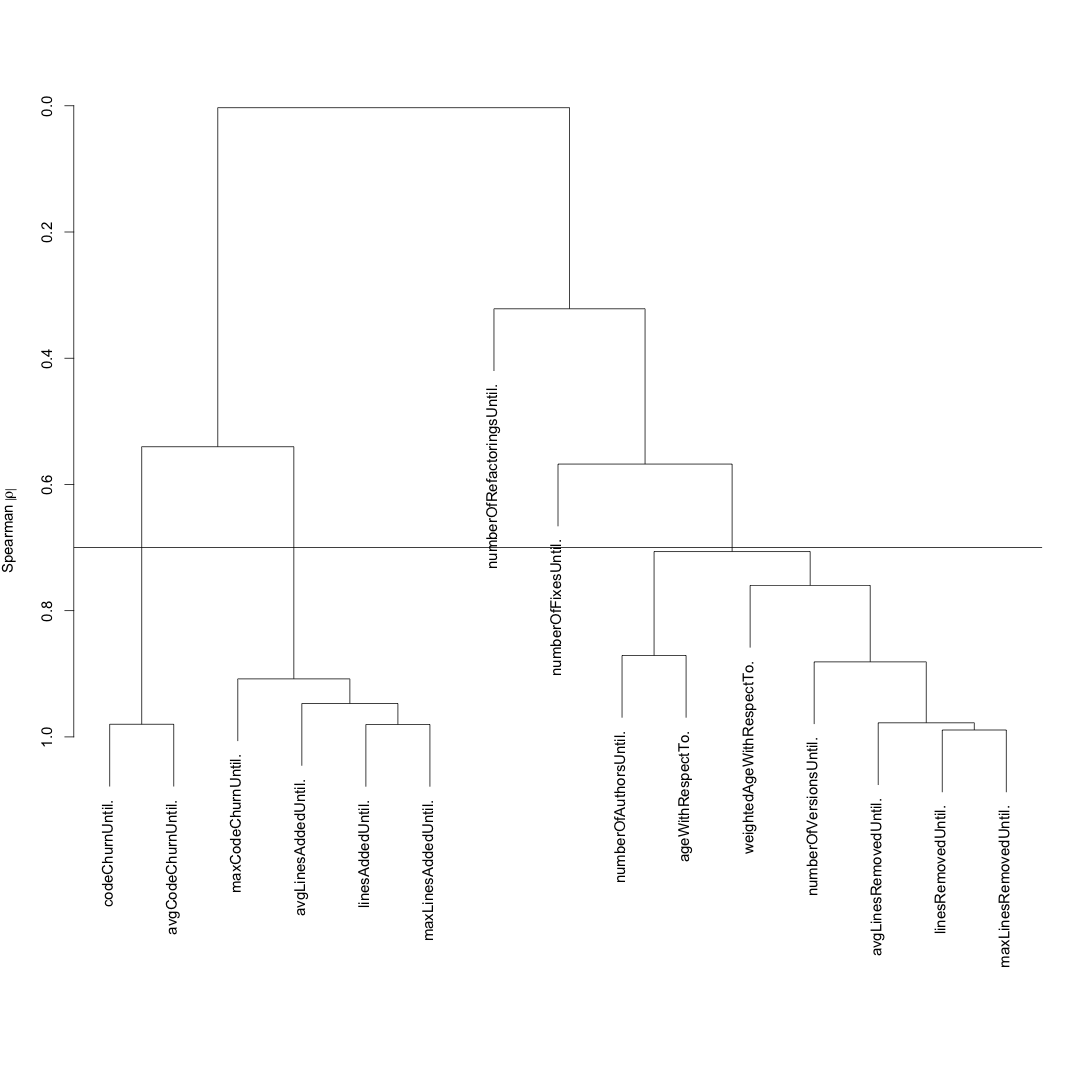 Spearman |ρ|
0.0
0.2
0.4
0.6
0.8
1.0
codeChurnUntil.
avgCodeChurnUntil.
maxCodeChurnUntil.
avgLinesAddedUntil.
linesAddedUntil.
maxLinesAddedUntil.
numberOfRefactoringsUntil.
numberOfFixesUntil.
numberOfAuthorsUntil.
ageWithRespectTo.
weightedAgeWithRespectTo.
numberOfVersionsUntil.
avgLinesRemovedUntil.
linesRemovedUntil.
maxLinesRemovedUntil.